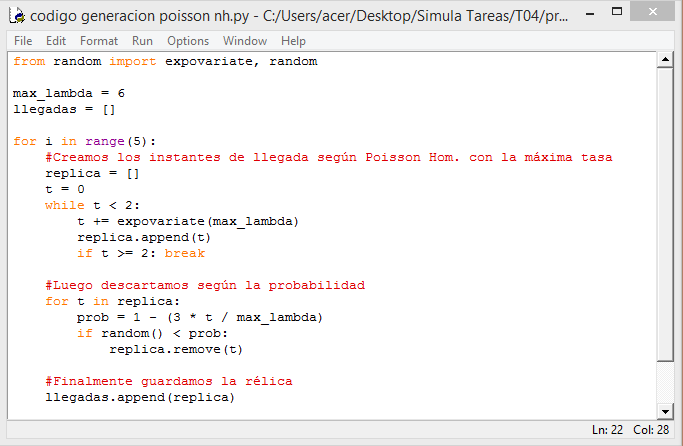 codigo generacion poisson nh.py - C:/Users/acer/Desktop/Simula Tareas/T04/pr...
File Edit Format Run Options Window Help
from random import expovariate, random
max_lambda = 6
llegadas = []
for i in range(5):
    #Creamos los instantes de llegada según Poisson Hom. con la máxima tasa
    replica = []
    t = 0
    while t < 2:
        t += expovariate(max_lambda)
        replica.append(t)
        if t >= 2: break
    #Luego descartamos según la probabilidad
    for t in replica:
        prob = 1 - (3 * t / max_lambda)
        if random() < prob:
            replica.remove(t)
    #Finalmente guardamos la rélica
    llegadas.append(replica)
Ln: 22 Col: 28